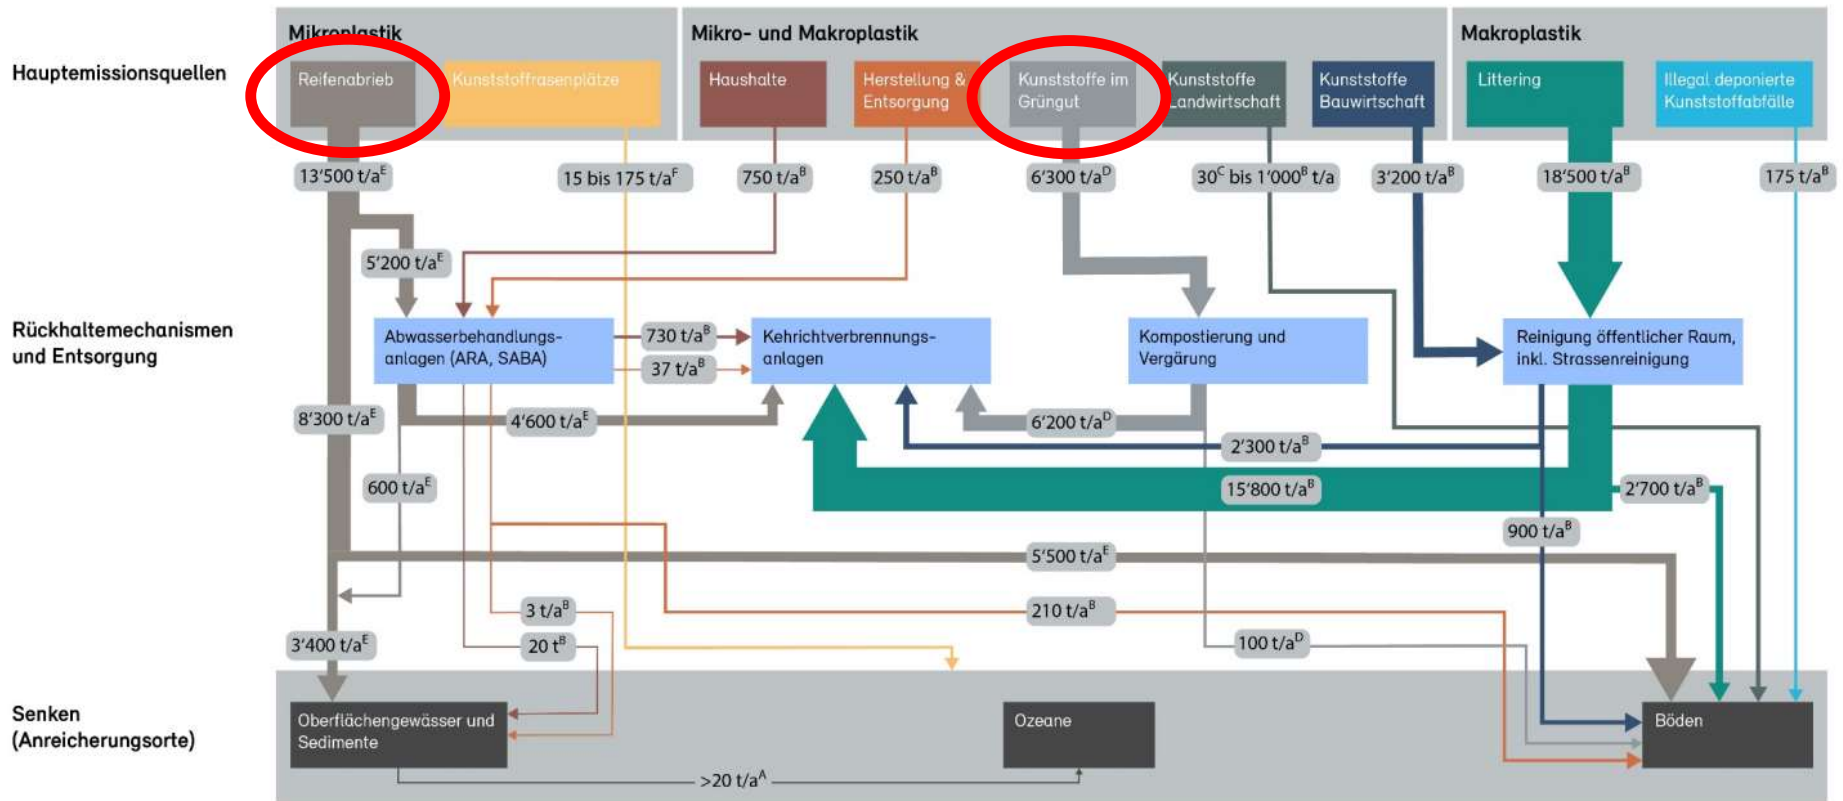 Mikroplastik
Mikro- und Makroplastik
Makroplastik
Hauptemissionsquellen
Reifenabrieb
Kunststoffrasenplätze
Haushalte
Herstellung &
Entsorgung
Kunststoffe im
Grüngut
Kunststoffe
Landwirtschaft
Kunststoffe
Bauwirtschaft
Littering
Illegal deponierte
Kunststoffabfälle
13'500 t/aᴱ
15 bis 175 t/aF
750 t/aᴮ
250 t/aᴮ
6'300 t/aᴰ
30C bis 1'000ᴮ t/a
3'200 t/aᴮ
18'500 t/aᴮ
175 t/aᴮ
5'200 t/aᴱ
Rückhaltemechanismen
und Entsorgung
Abwasserbehandlungs-
anlagen (ARA, SABA)
730 t/aᴮ
37 t/aᴮ
Kehrichtverbrennungs-
anlagen
Kompostierung und
Vergärung
Reinigung öffentlicher Raum,
inkl. Strassenreinigung
8'300 t/aᴱ
4'600 t/aᴱ
6'200 t/aᴰ
2'300 t/aᴮ
600 t/aᴱ
15'800 t/aᴮ
2'700 t/aᴮ
900 t/aᴮ
5'500 t/aᴱ
3 t/aᴮ
210 t/aᴮ
3'400 t/aᴱ
20 tᴮ
100 t/aᴰ
Senken
(Anreicherungsorte)
Oberflächengewässer und
Sedimente
Ozeane
Böden
>20 t/aᴬ